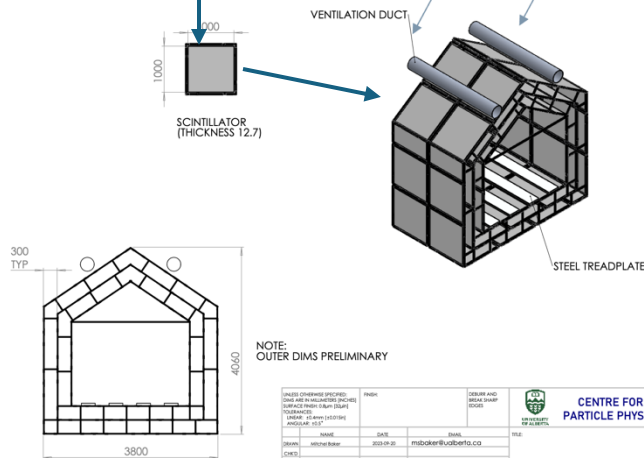 VENTILATION DUCT
1000
SCINTILLATOR
(THICKNESS 12.7)
STEEL TREADPLATE
300
TYP
4060
3800
NOTE:
OUTER DIMS PRELIMINARY
UNLESS OTHERWISE SPECIFIED:
DIMS ARE IN MILLIMETERS [INCHES]
SURFACE FINISH: 0.8µm [32µin]
TOLERANCES:
LINEAR: ±0.4mm [±0.015in]
ANGULAR: ±0.5°
FINISH:
DEBURR AND
BREAK SHARP
EDGES
UNIVERSITY
OF ALBERTA
CENTRE FOR
PARTICLE PHYS
NAME DATE EMAIL
DRAWN Mitchel Baker 2023-09-20 msbaker@ualberta.ca
CHK'D
TITLE: